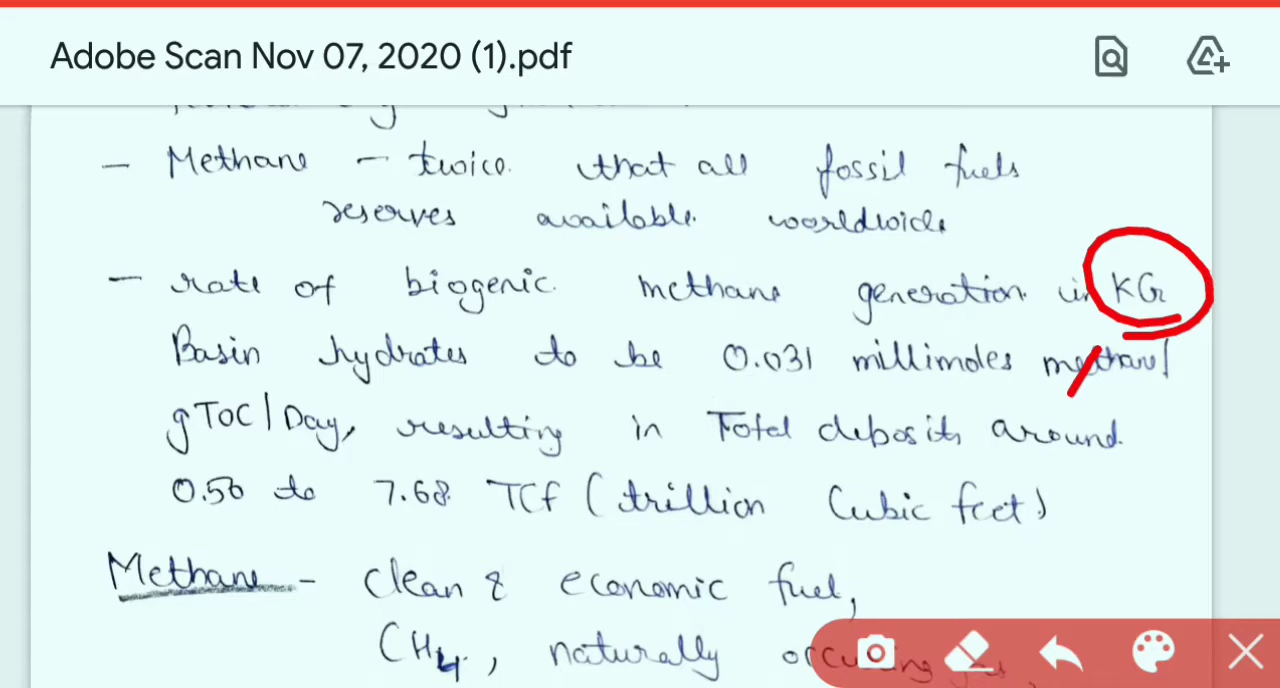 Adobe Scan Nov 07, 2020 (1).pdf
- Methane - twice that all fossil fuels
reserves available worldwide
- rate of biogenic methane generation in KG
Basin hydrates to be 0.031 millimoles methane/
gTOC/Day, resulting in Total deposits around
0.56 to 7.68 TCf (trillion Cubic feet)
Methane - clean & economic fuel,
CH4, naturally occurring